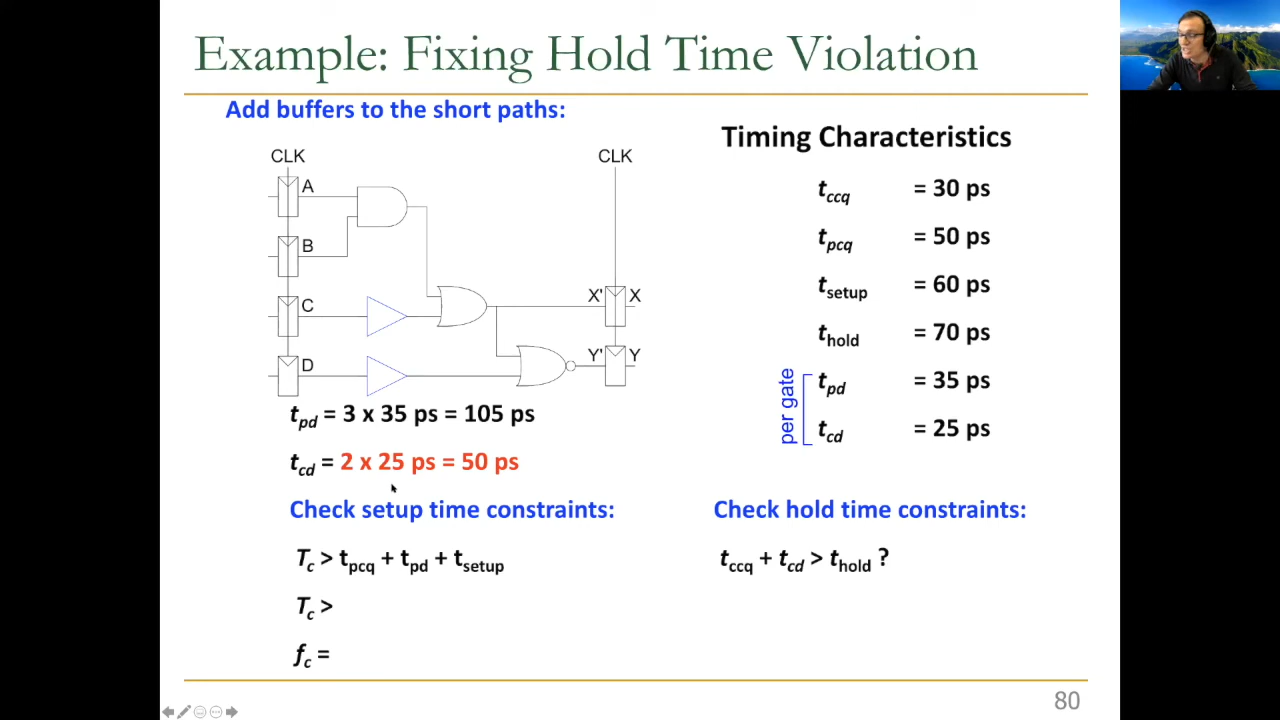 Example: Fixing Hold Time Violation
Add buffers to the short paths:
CLK
CLK
A
B
C
D
X'
X
Y'
Y
t_pd = 3 x 35 ps = 105 ps
t_cd = 2 x 25 ps = 50 ps
Check setup time constraints:
T_c > t_pcq + t_pd + t_setup
T_c >
f_c =
Timing Characteristics
t_ccq = 30 ps
t_pcq = 50 ps
t_setup = 60 ps
t_hold = 70 ps
per gate
t_pd = 35 ps
t_cd = 25 ps
Check hold time constraints:
t_ccq + t_cd > t_hold ?
80